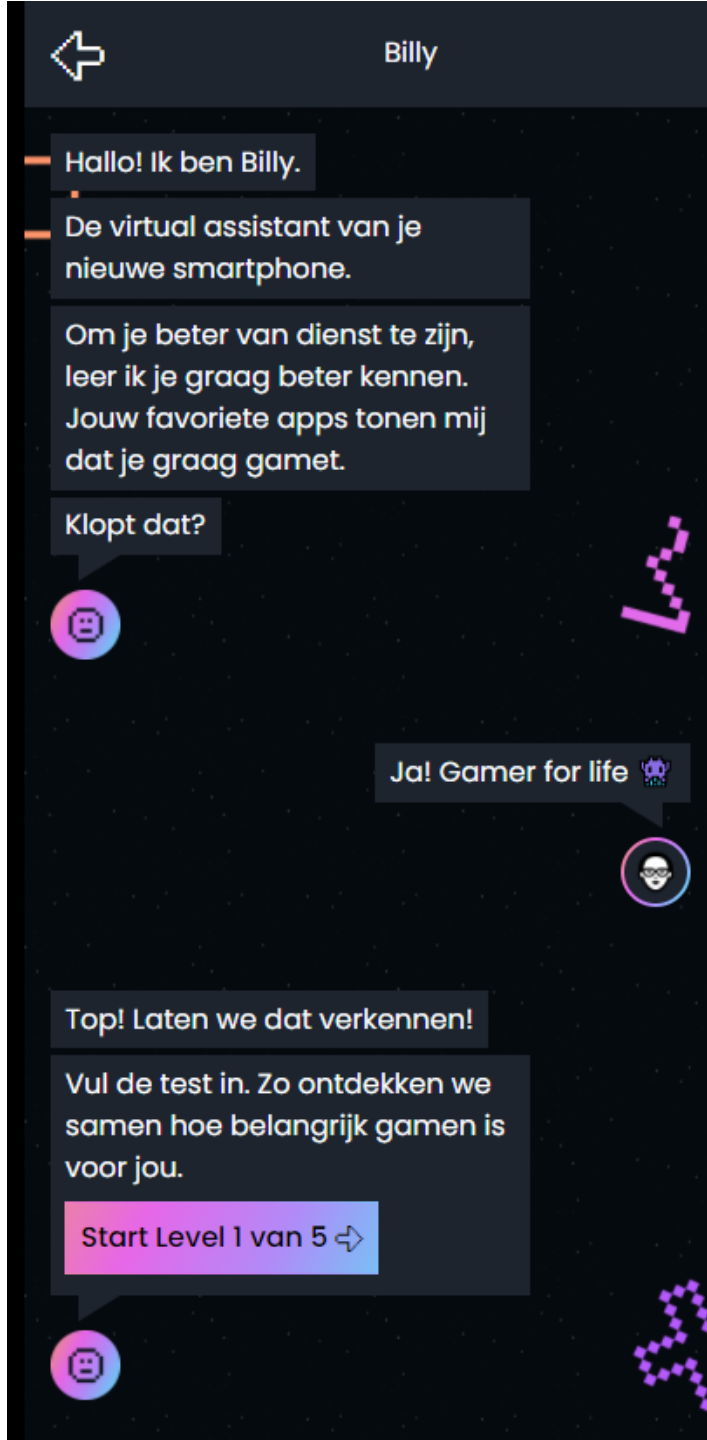 Billy
Hallo! Ik ben Billy.
De virtual assistant van je
nieuwe smartphone.
Om je beter van dienst te zijn,
leer ik je graag beter kennen.
Jouw favoriete apps tonen mij
dat je graag gamet.
Klopt dat?
Ja! Gamer for life
Top! Laten we dat verkennen!
Vul de test in. Zo ontdekken we
samen hoe belangrijk gamen is
voor jou.
Start Level 1 van 5